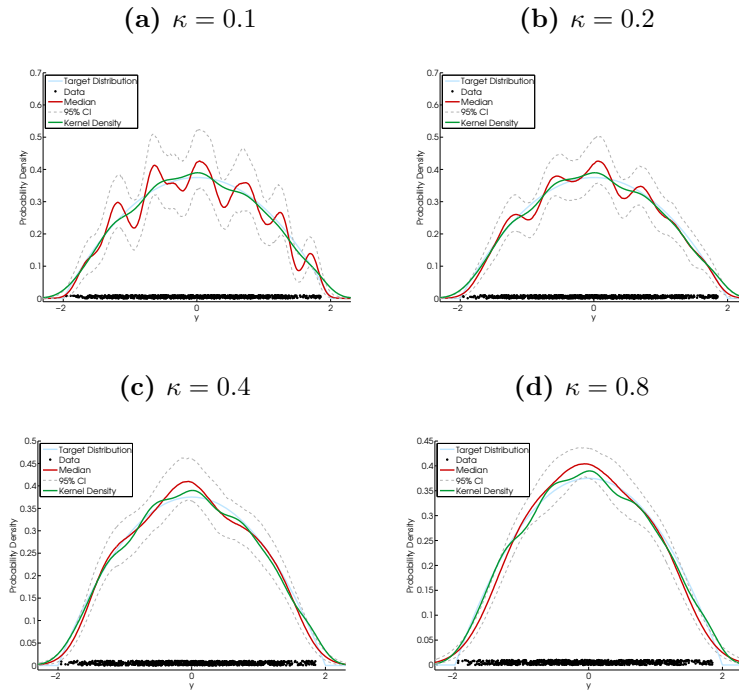 (a) κ = 0.1
(b) κ = 0.2
0.7
0.6
0.5
0.4
0.3
0.2
0.1
0
−2
0
2
y
Probability Density
Target Distribution
Data
Median
95% CI
Kernel Density
0.7
0.6
0.5
0.4
0.3
0.2
0.1
0
−2
0
2
y
Probability Density
Target Distribution
Data
Median
95% CI
Kernel Density
(c) κ = 0.4
(d) κ = 0.8
0.5
0.45
0.4
0.35
0.3
0.25
0.2
0.15
0.1
0.05
0
−2
0
2
y
Probability Density
Target Distribution
Data
Median
95% CI
Kernel Density
0.45
0.4
0.35
0.3
0.25
0.2
0.15
0.1
0.05
0
−2
0
2
y
Probability Density
Target Distribution
Data
Median
95% CI
Kernel Density